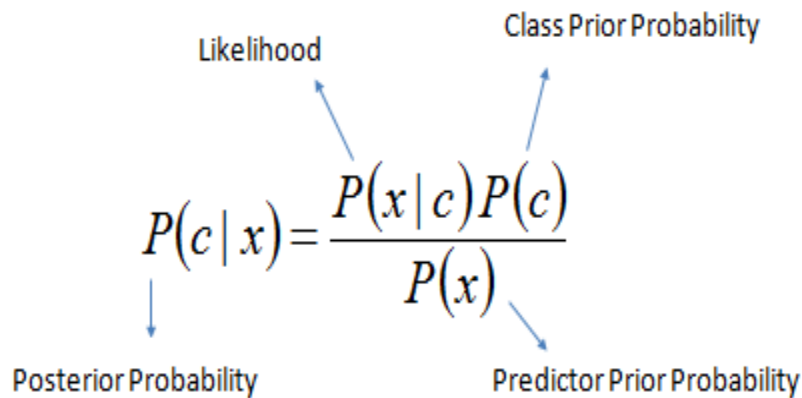 Class Prior Probability
Likelihood
P(x|c)P(c)
P(c|x)=
P(x)
Posterior Probability
Predictor Prior Probability